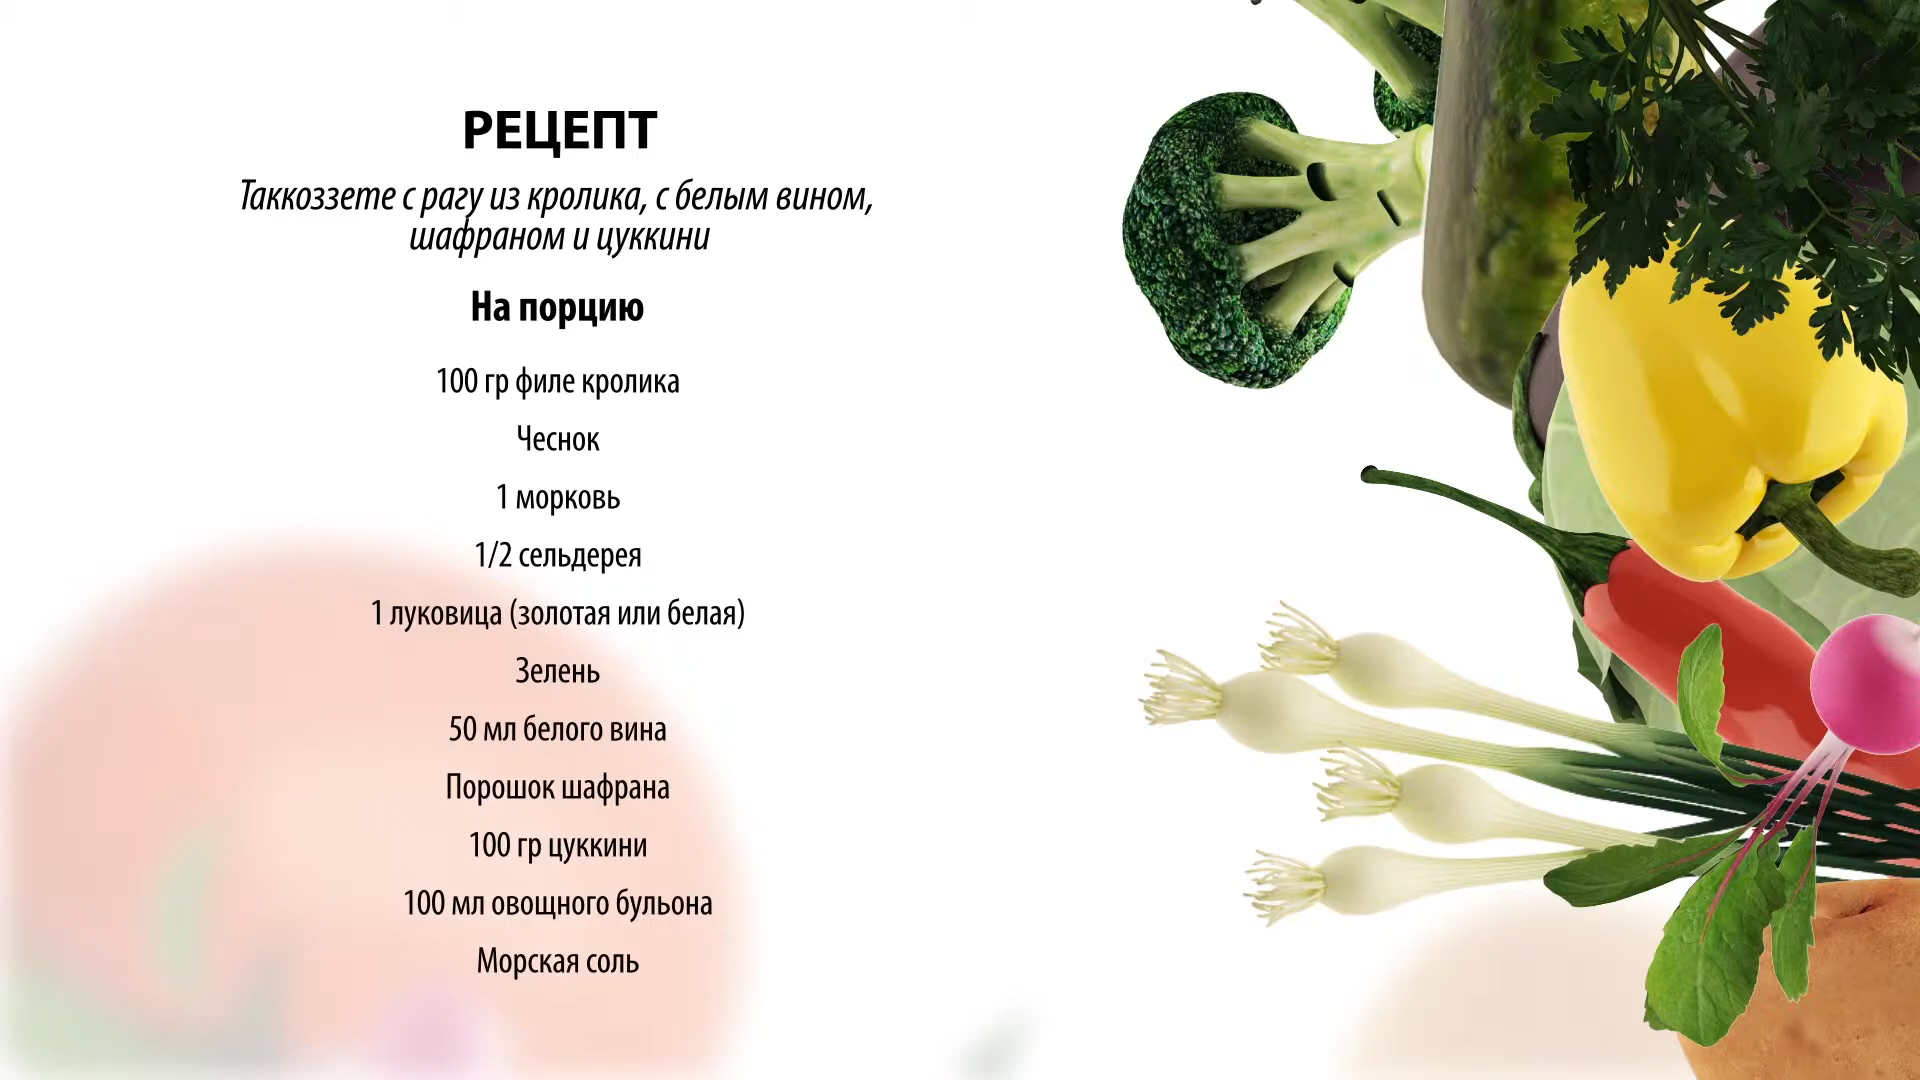 РЕЦЕПТ
Таккоззете с рагу из кролика, с белым вином,
шафраном и цуккини
На порцию
100 гр филе кролика
Чеснок
1 морковь
1/2 сельдерея
1 луковица (золотая или белая)
Зелень
50 мл белого вина
Порошок шафрана
100 гр цуккини
100 мл овощного бульона
Морская соль